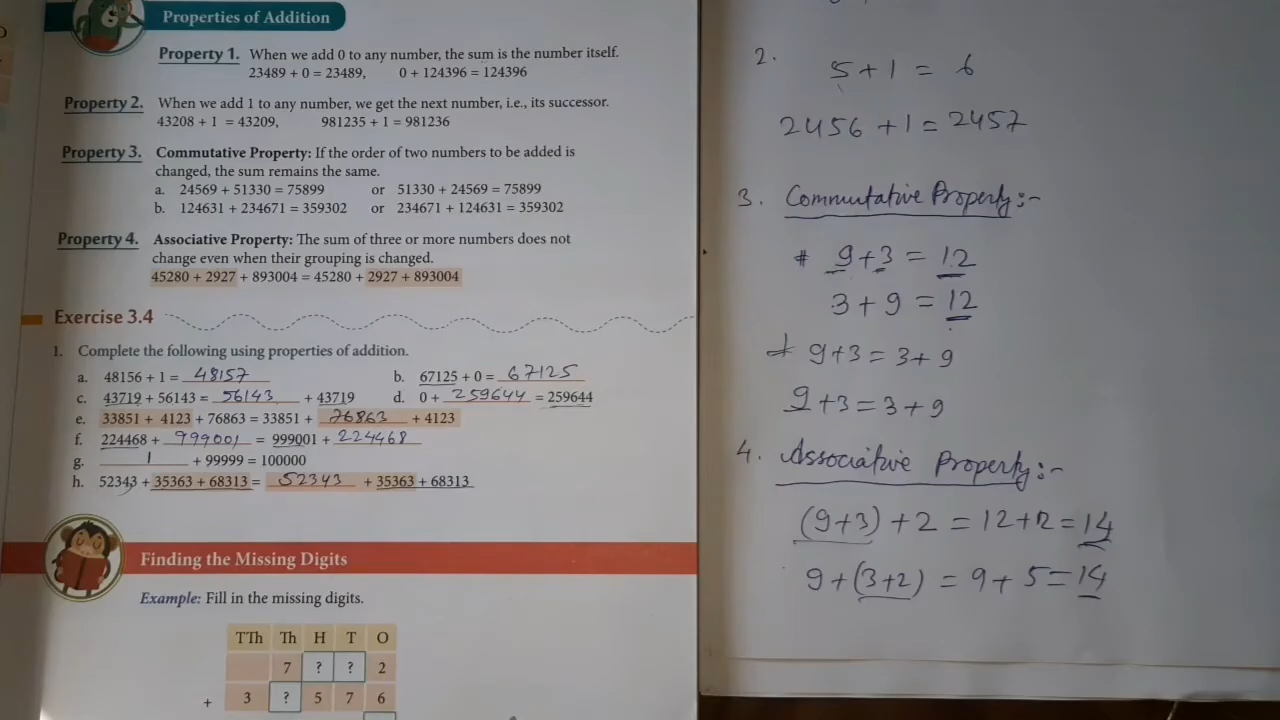 Properties of Addition
Property 1. When we add 0 to any number, the sum is the number itself.
23489 + 0 = 23489, 0 + 124396 = 124396
Property 2. When we add 1 to any number, we get the next number, i.e., its successor.
43208 + 1 = 43209, 981235 + 1 = 981236
Property 3. Commutative Property: If the order of two numbers to be added is
changed, the sum remains the same.
a. 24569 + 51330 = 75899 or 51330 + 24569 = 75899
b. 124631 + 234671 = 359302 or 234671 + 124631 = 359302
Property 4. Associative Property: The sum of three or more numbers does not
change even when their grouping is changed.
45280 + 2927 + 893004 = 45280 + 2927 + 893004
Exercise 3.4
1. Complete the following using properties of addition.
a. 48156 + 1 = 48157 b. 67125 + 0 = 67125
c. 43719 + 56143 = 56143 + 43719 d. 0 + 259644 = 259644
e. 33851 + 4123 + 76863 = 33851 + 76863 + 4123
f. 224468 + 999001 = 999001 + 224468
g. 1 + 99999 = 100000
h. 52343 + 35363 + 68313 = 52343 + 35363 + 68313
Finding the Missing Digits
Example: Fill in the missing digits.
TTh Th H T O
7 ? ? 2
+ 3 ? 5 7 6
2. 5 + 1 = 6
2456 + 1 = 2457
3. Commutative Property:-
# 9 + 3 = 12
3 + 9 = 12
9 + 3 = 3 + 9
9 + 3 = 3 + 9
4. Associative Property:-
(9+3) + 2 = 12 + 2 = 14
9 + (3+2) = 9 + 5 = 14